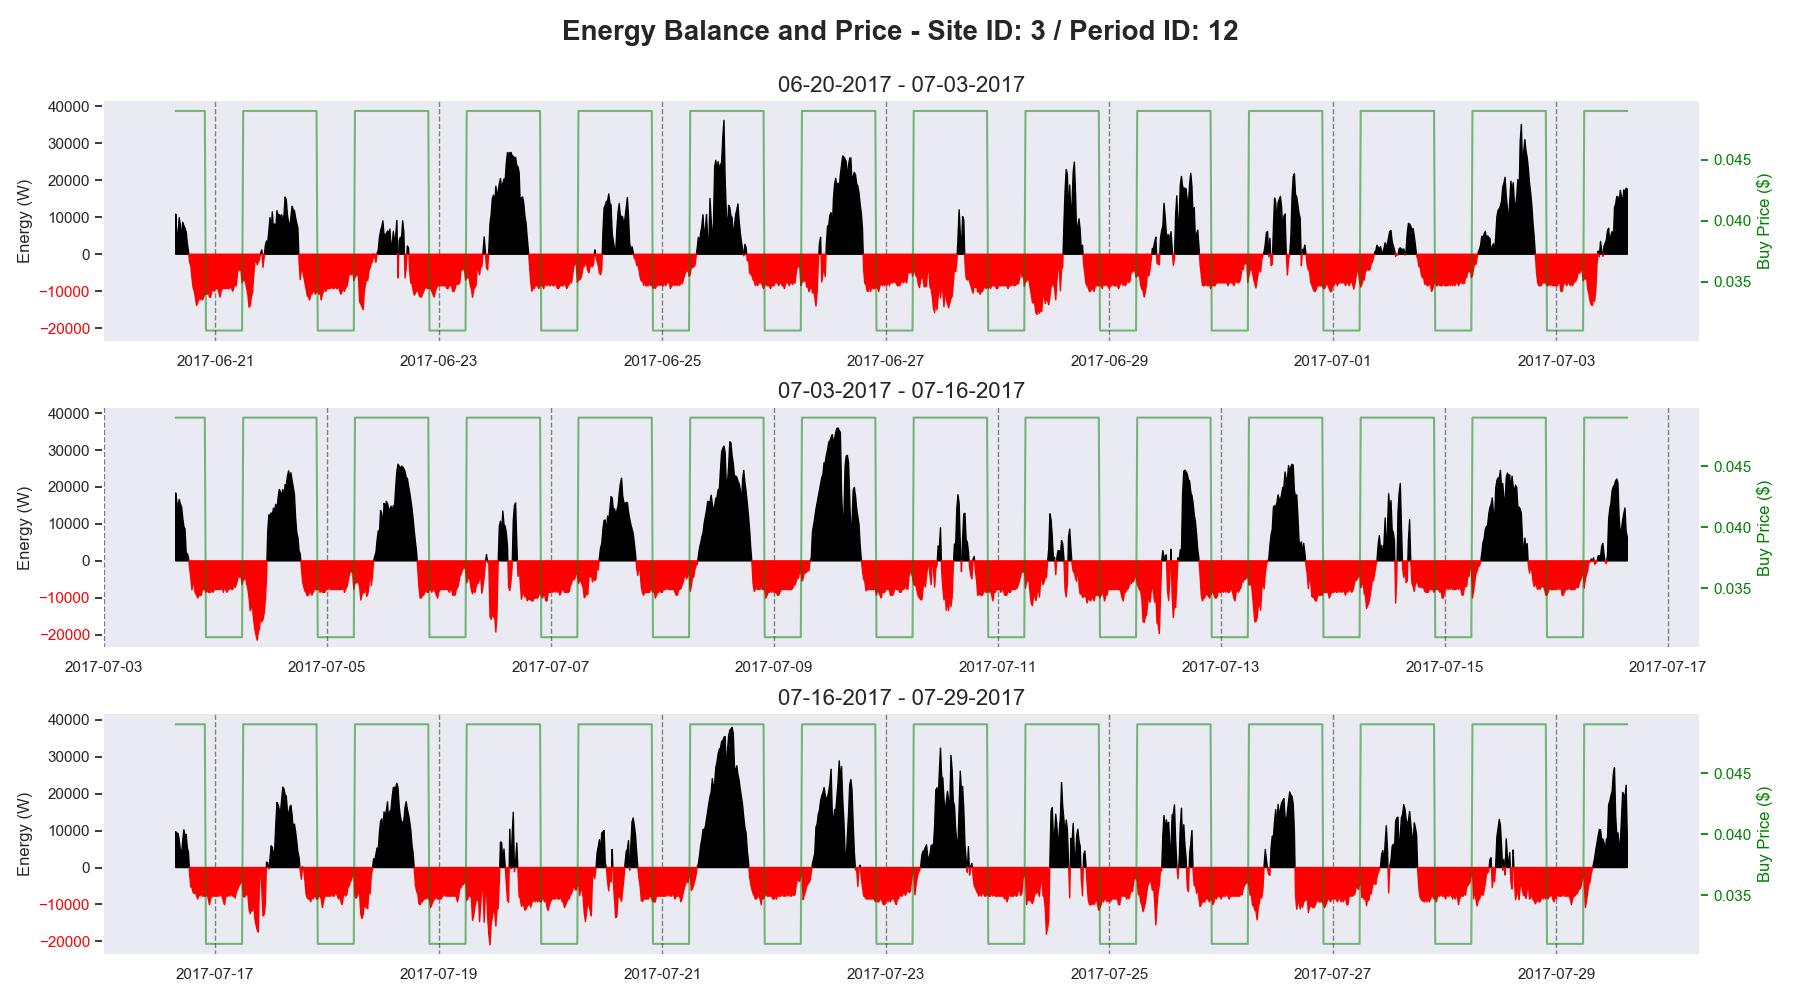 Energy Balance and Price - Site ID: 3 / Period ID: 12
06-20-2017 - 07-03-2017
40000
30000
20000
10000
0
−10000
−20000
Energy (W)
0.045
0.040
0.035
Buy Price ($)
2017-06-21 2017-06-23 2017-06-25 2017-06-27 2017-06-29 2017-07-01 2017-07-03
07-03-2017 - 07-16-2017
40000
30000
20000
10000
0
−10000
−20000
Energy (W)
0.045
0.040
0.035
Buy Price ($)
2017-07-03 2017-07-05 2017-07-07 2017-07-09 2017-07-11 2017-07-13 2017-07-15 2017-07-17
07-16-2017 - 07-29-2017
40000
30000
20000
10000
0
−10000
−20000
Energy (W)
0.045
0.040
0.035
Buy Price ($)
2017-07-17 2017-07-19 2017-07-21 2017-07-23 2017-07-25 2017-07-27 2017-07-29